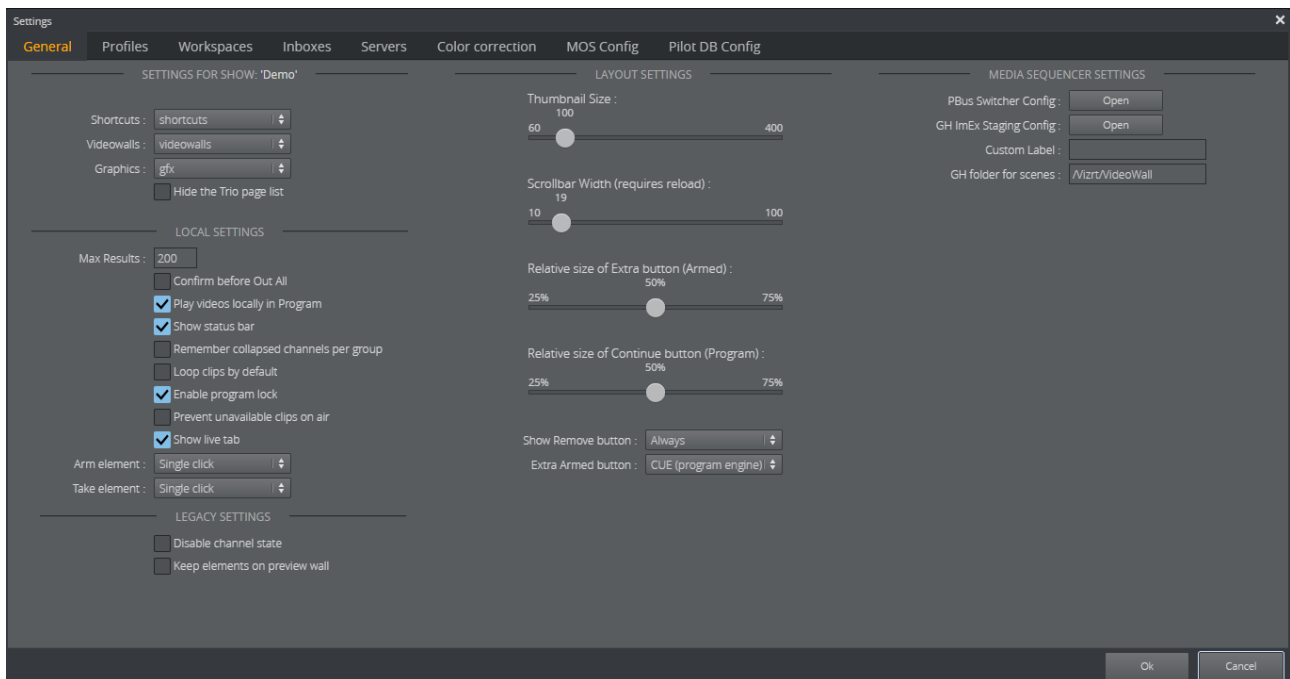 Settings
General Profiles Workspaces Inboxes Servers Color correction MOS Config Pilot DB Config
SETTINGS FOR SHOW: 'Demo'
Shortcuts : shortcuts
Videowalls : videowalls
Graphics : gfx
Hide the Trio page list
LOCAL SETTINGS
Max Results : 200
Confirm before Out All
Play videos locally in Program
Show status bar
Remember collapsed channels per group
Loop clips by default
Enable program lock
Prevent unavailable clips on air
Show live tab
Arm element : Single click
Take element : Single click
LEGACY SETTINGS
Disable channel state
Keep elements on preview wall
LAYOUT SETTINGS
Thumbnail Size :
100
60 400
Scrollbar Width (requires reload) :
19
10 100
Relative size of Extra button (Armed) :
50%
25% 75%
Relative size of Continue button (Program) :
50%
25% 75%
Show Remove button : Always
Extra Armed button : CUE (program engine)
MEDIA SEQUENCER SETTINGS
PBus Switcher Config : Open
GH ImEx Staging Config : Open
Custom Label :
GH folder for scenes : /Vizrt/VideoWall
Ok Cancel